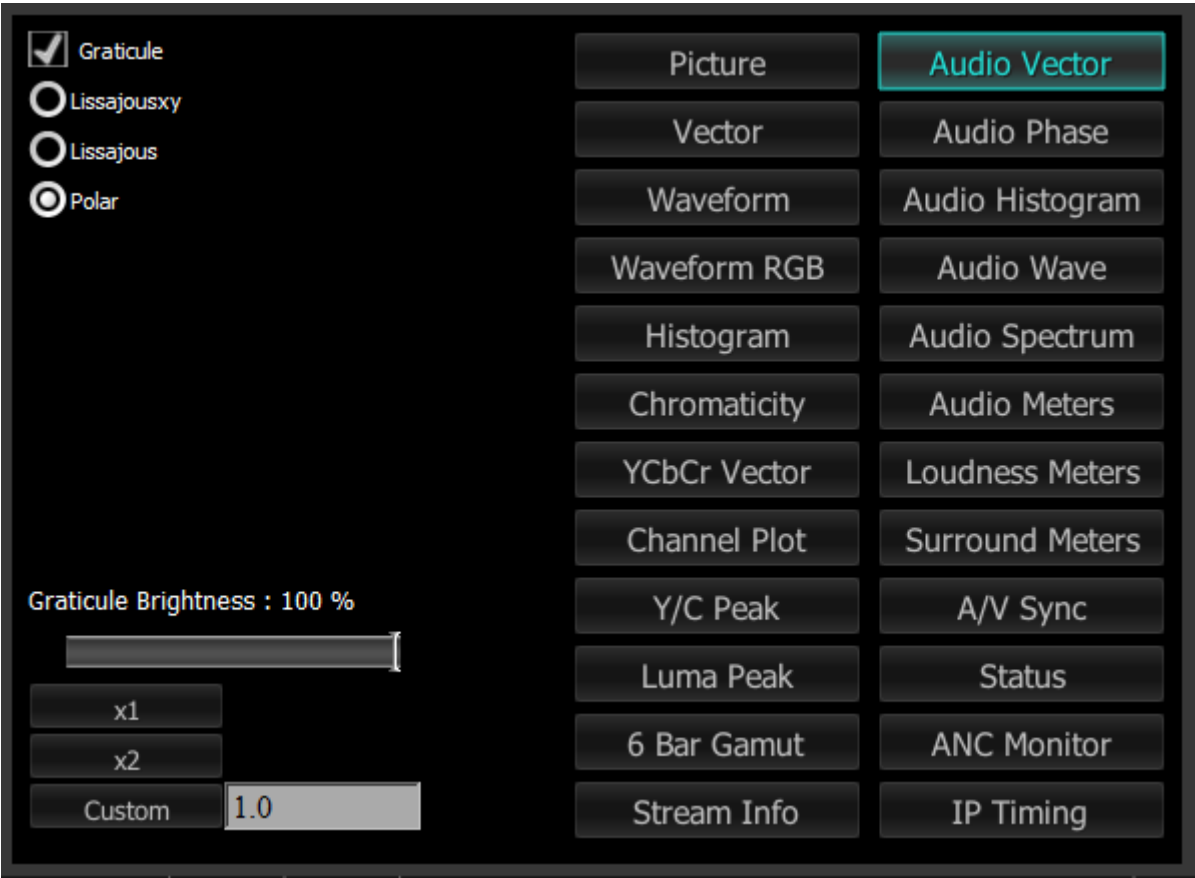 Graticule
Lissajousxy
Lissajous
Polar
Graticule Brightness : 100 %
x1
x2
Custom 1.0
Picture Audio Vector
Vector Audio Phase
Waveform Audio Histogram
Waveform RGB Audio Wave
Histogram Audio Spectrum
Chromaticity Audio Meters
YCbCr Vector Loudness Meters
Channel Plot Surround Meters
Y/C Peak A/V Sync
Luma Peak Status
6 Bar Gamut ANC Monitor
Stream Info IP Timing